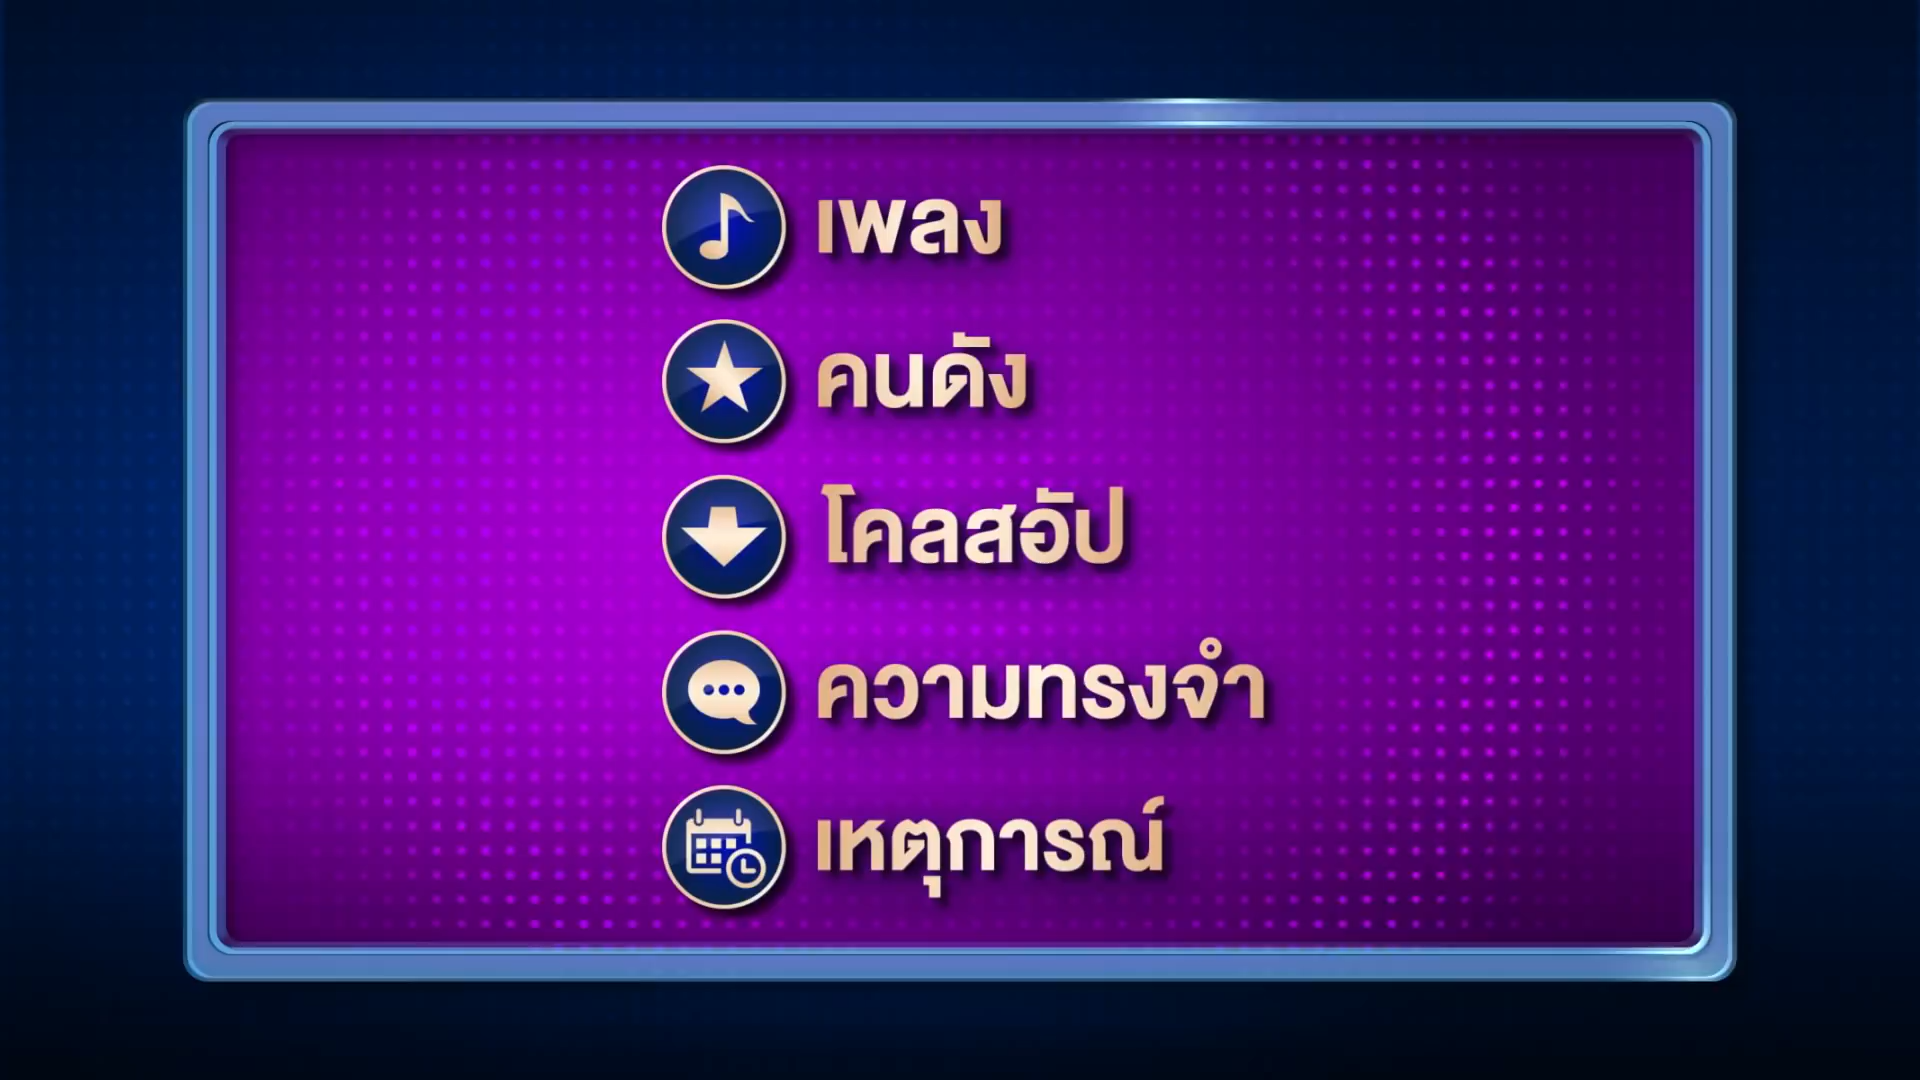 เพลง
คนดัง
โคลสอัป
ความทรงจำ
เหตุการณ์